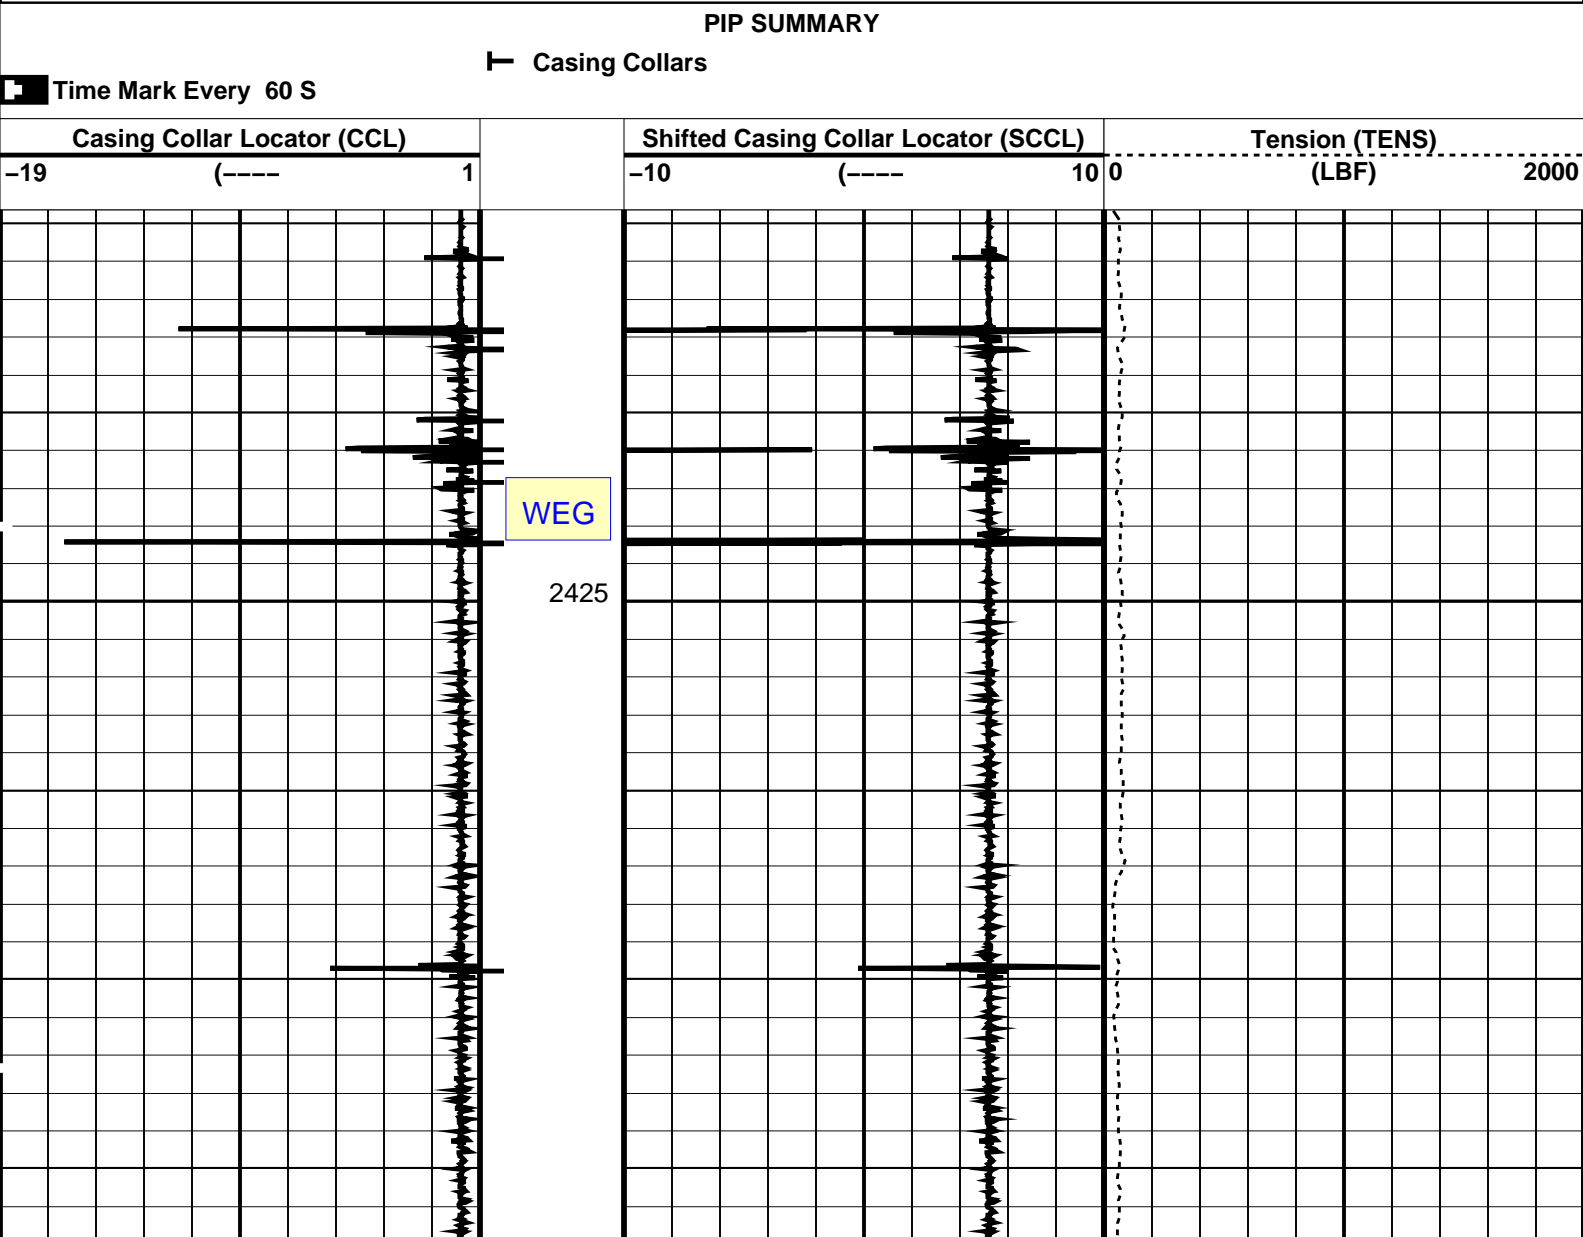 PIP SUMMARY
Casing Collars
Time Mark Every 60 S
Casing Collar Locator (CCL)
Shifted Casing Collar Locator (SCCL)
Tension (TENS)
−19 (−−−− 1
−10 (−−−− 10
0 (LBF) 2000
WEG
2425